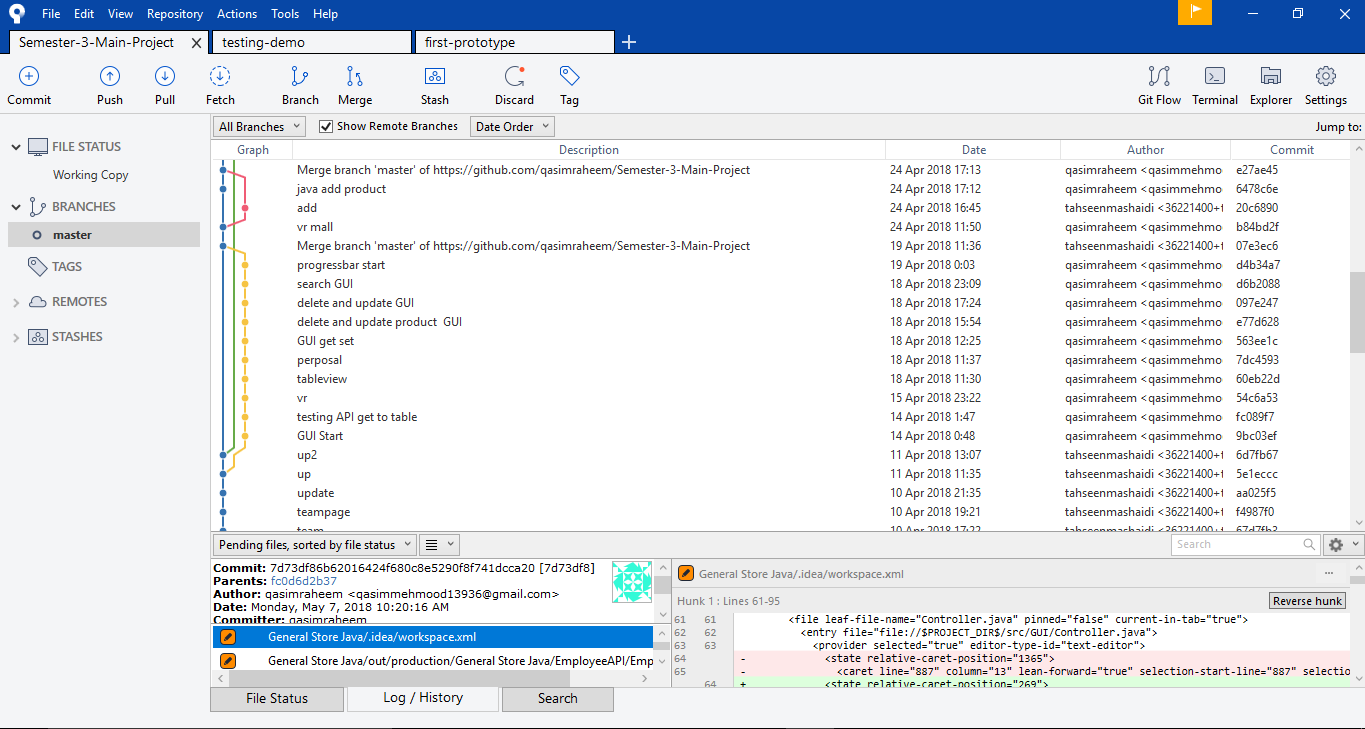 File Edit View Repository Actions Tools Help
Semester-3-Main-Project testing-demo first-prototype
Commit Push Pull Fetch Branch Merge Stash Discard Tag Git Flow Terminal Explorer Settings
FILE STATUS
Working Copy
BRANCHES
master
TAGS
REMOTES
STASHES
All Branches Show Remote Branches Date Order Jump to:
Graph Description Date Author Commit
Merge branch 'master' of https://github.com/qasimraheem/Semester-3-Main-Project 24 Apr 2018 17:13 qasimraheem <qasimmehmo e27ae45
java add product 24 Apr 2018 17:12 qasimraheem <qasimmehmo 6478c6e
add 24 Apr 2018 16:45 tahseenmashaidi <36221400+t 20c6890
vr mall 24 Apr 2018 11:50 qasimraheem <qasimmehmo b84bd2f
Merge branch 'master' of https://github.com/qasimraheem/Semester-3-Main-Project 19 Apr 2018 11:36 tahseenmashaidi <36221400+t 07e3ec6
progressbar start 19 Apr 2018 0:03 qasimraheem <qasimmehmo d4b34a7
search GUI 18 Apr 2018 23:09 qasimraheem <qasimmehmo d6b2088
delete and update GUI 18 Apr 2018 17:24 qasimraheem <qasimmehmo 097e247
delete and update product  GUI 18 Apr 2018 15:54 qasimraheem <qasimmehmo e77d628
GUI get set 18 Apr 2018 12:25 qasimraheem <qasimmehmo 563ee1c
perposal 18 Apr 2018 11:37 qasimraheem <qasimmehmo 7dc4593
tableview 18 Apr 2018 11:30 qasimraheem <qasimmehmo 60eb22d
vr 15 Apr 2018 23:22 qasimraheem <qasimmehmo 54c6a53
testing API get to table 14 Apr 2018 1:47 qasimraheem <qasimmehmo fc089f7
GUI Start 14 Apr 2018 0:48 qasimraheem <qasimmehmo 9bc03ef
up2 11 Apr 2018 13:07 tahseenmashaidi <36221400+t 6d7fb67
up 11 Apr 2018 11:35 tahseenmashaidi <36221400+t 5e1eccc
update 10 Apr 2018 21:35 tahseenmashaidi <36221400+t aa025f5
teampage 10 Apr 2018 19:21 tahseenmashaidi <36221400+t f4987f0
team 10 Apr 2018 17:22 tahseenmashaidi <36221400+t 67d7fb3
Pending files, sorted by file status Search
Commit: 7d73df86b62016424f680c8e5290f8f741dcca20 [7d73df8]
Parents: fc0d6d2b37
Author: qasimraheem <qasimmehmood13936@gmail.com>
Date: Monday, May 7, 2018 10:20:16 AM
Committer: qasimraheem
General Store Java/.idea/workspace.xml
General Store Java/out/production/General Store Java/EmployeeAPI/Emp
General Store Java/.idea/workspace.xml ...
Hunk 1 : Lines 61-95 Reverse hunk
61 61 <file leaf-file-name="Controller.java" pinned="false" current-in-tab="true">
62 62 <entry file="file://$PROJECT_DIR$/src/GUI/Controller.java">
63 63 <provider selected="true" editor-type-id="text-editor">
64 - <state relative-caret-position="1365">
65 - <caret line="887" column="13" lean-forward="true" selection-start-line="887" selectio
64 + <state relative-caret-position="269">
File Status Log / History Search